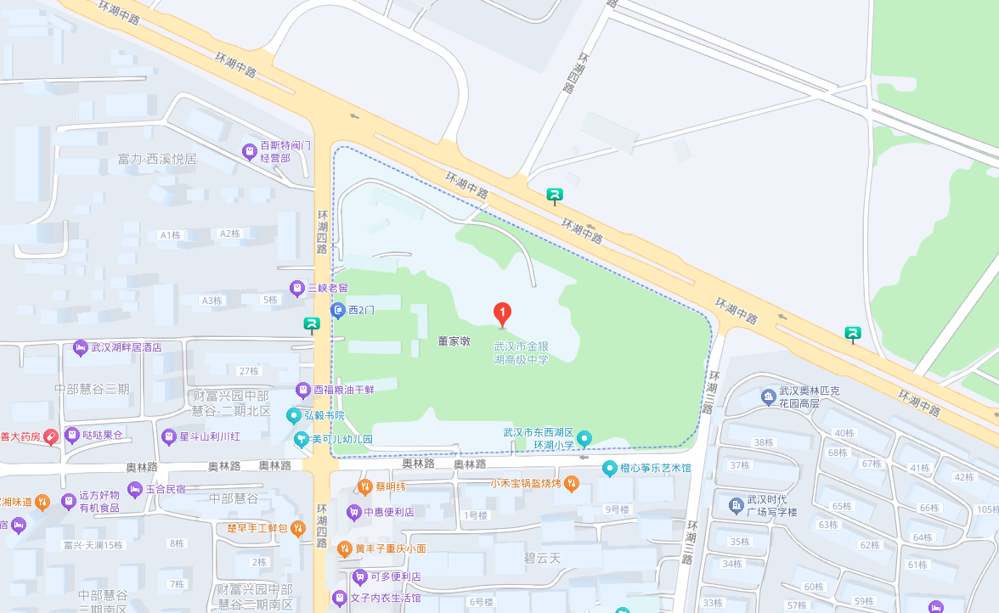 环湖中路
环湖中路
环湖四路
百斯特阀门
经营部
富力·西溪悦居
环湖中路
环湖中路
环湖四路
A1栋
A2栋
三峡老窖
A3栋
5栋
西2门
1
环湖中路
董家墩
武汉市金银
湖高级中学
武汉湖畔居酒店
27栋
中部慧谷三期
财富兴园中部
慧谷-二期北区
酉福粮油干鲜
环湖三路
武汉奥林匹克
花园高层
环湖中路
弘毅书院
善大药房
哒哒果仓
星斗山利川红
美可儿幼儿园
武汉市东西湖区
环湖小学
38栋
40栋
68栋
67栋
41栋
42栋
奥林路
奥林路
奥林路
奥林路
奥林路
橙心筝乐艺术馆
37栋
湘味道
远方好物
有机食品
玉合民宿
中部慧谷
蔡明纬
小禾宝锅盔烧烤
武汉时代
广场写字楼
65栋
66栋
105栋
宿
楚早手工鲜包
环湖四路
中惠便利店
1号楼
9号楼
63栋
64栋
62栋
富兴·天澜15栋
8栋
2栋
黄丰子重庆小面
碧云天
环湖三路
35栋
34栋
61栋
7栋
可多便利店
中部慧谷
三期南区
财富兴园中部
慧谷二期南区
文子内衣生活馆
6号楼
33栋
60栋
57栋
59栋